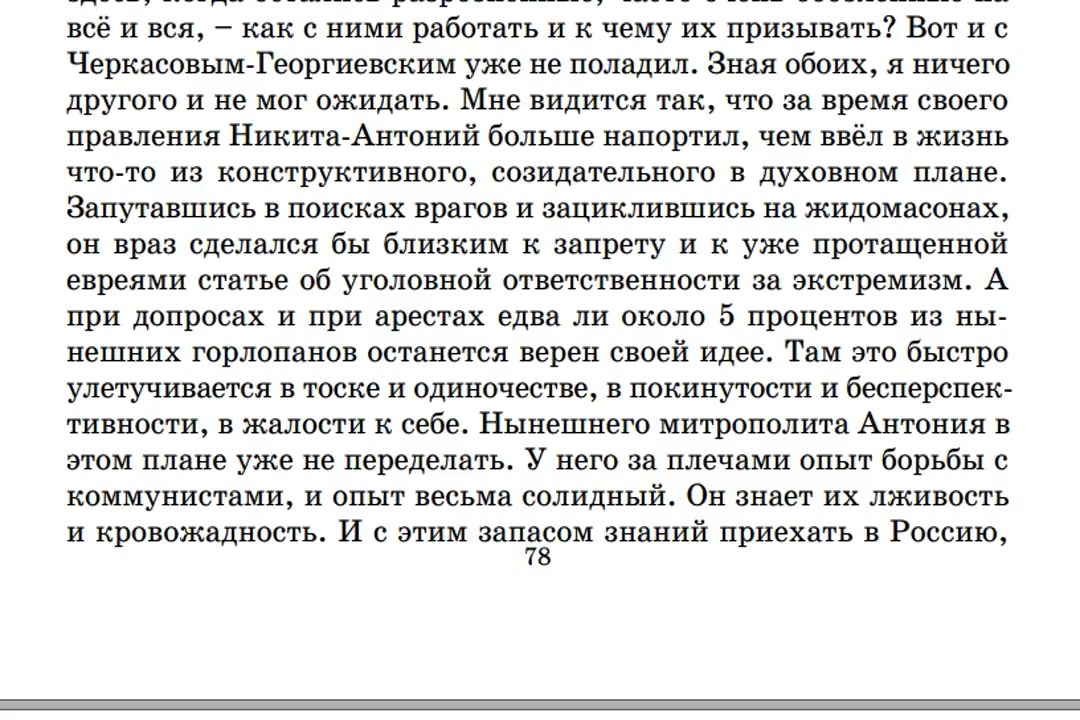 всё и вся, – как с ними работать и к чему их призывать? Вот и с
Черкасовым-Георгиевским уже не поладил. Зная обоих, я ничего
другого и не мог ожидать. Мне видится так, что за время своего
правления Никита-Антоний больше напортил, чем ввёл в жизнь
что-то из конструктивного, созидательного в духовном плане.
Запутавшись в поисках врагов и зациклившись на жидомасонах,
он враз сделался бы близким к запрету и к уже протащенной
евреями статье об уголовной ответственности за экстремизм. А
при допросах и при арестах едва ли около 5 процентов из ны-
нешних горлопанов останется верен своей идее. Там это быстро
улетучивается в тоске и одиночестве, в покинутости и бесперспек-
тивности, в жалости к себе. Нынешнего митрополита Антония в
этом плане уже не переделать. У него за плечами опыт борьбы с
коммунистами, и опыт весьма солидный. Он знает их лживость
и кровожадность. И с этим запасом знаний приехать в Россию,
78